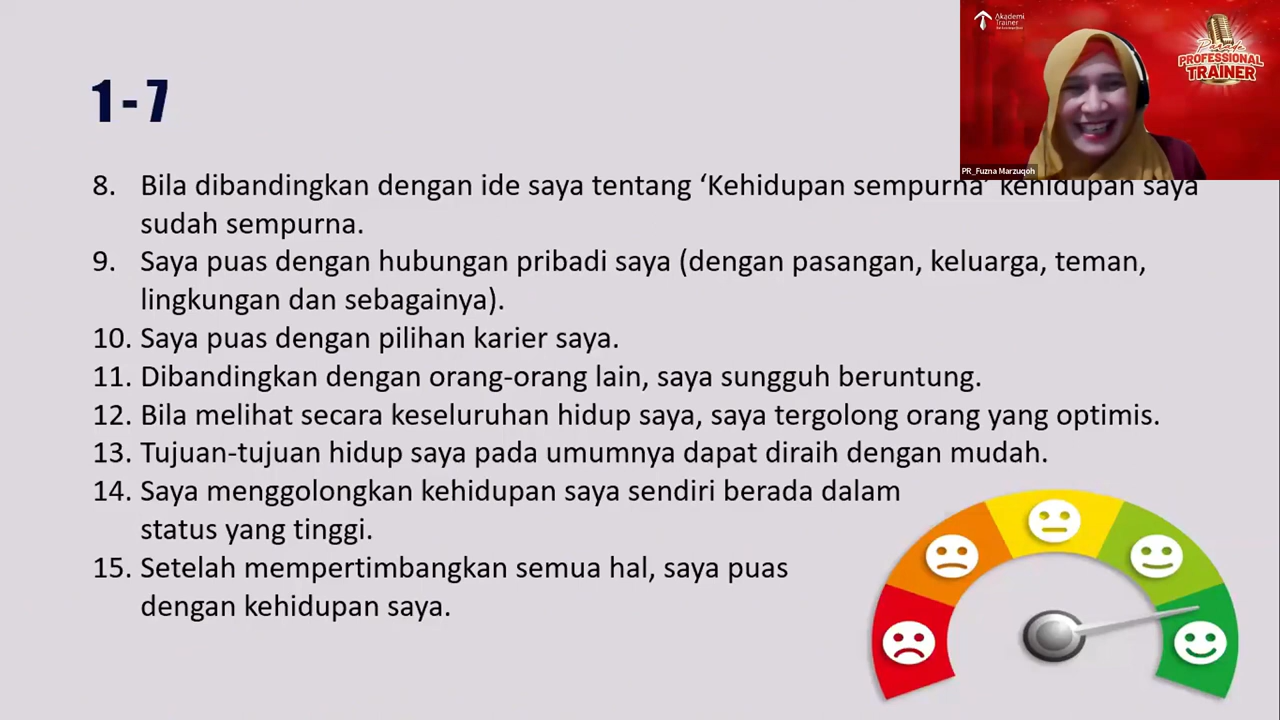 1-7
8. Bila dibandingkan dengan ide saya tentang ‘Kehidupan sempurna’ kehidupan saya
sudah sempurna.
9. Saya puas dengan hubungan pribadi saya (dengan pasangan, keluarga, teman,
lingkungan dan sebagainya).
10. Saya puas dengan pilihan karier saya.
11. Dibandingkan dengan orang-orang lain, saya sungguh beruntung.
12. Bila melihat secara keseluruhan hidup saya, saya tergolong orang yang optimis.
13. Tujuan-tujuan hidup saya pada umumnya dapat diraih dengan mudah.
14. Saya menggolongkan kehidupan saya sendiri berada dalam
status yang tinggi.
15. Setelah mempertimbangkan semua hal, saya puas
dengan kehidupan saya.
Akademi
Trainer
PROFESSIONAL
TRAINER
PR_Fuzna Marzuqoh